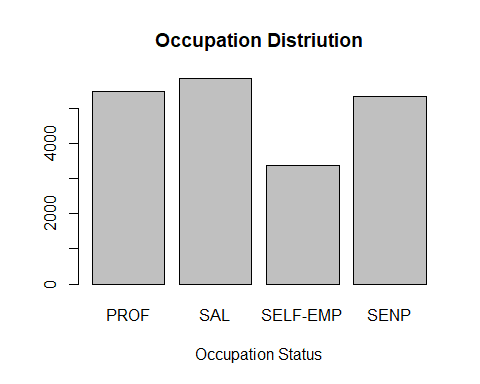 Occupation Distriution
4000
2000
0
PROF SAL SELF-EMP SENP
Occupation Status